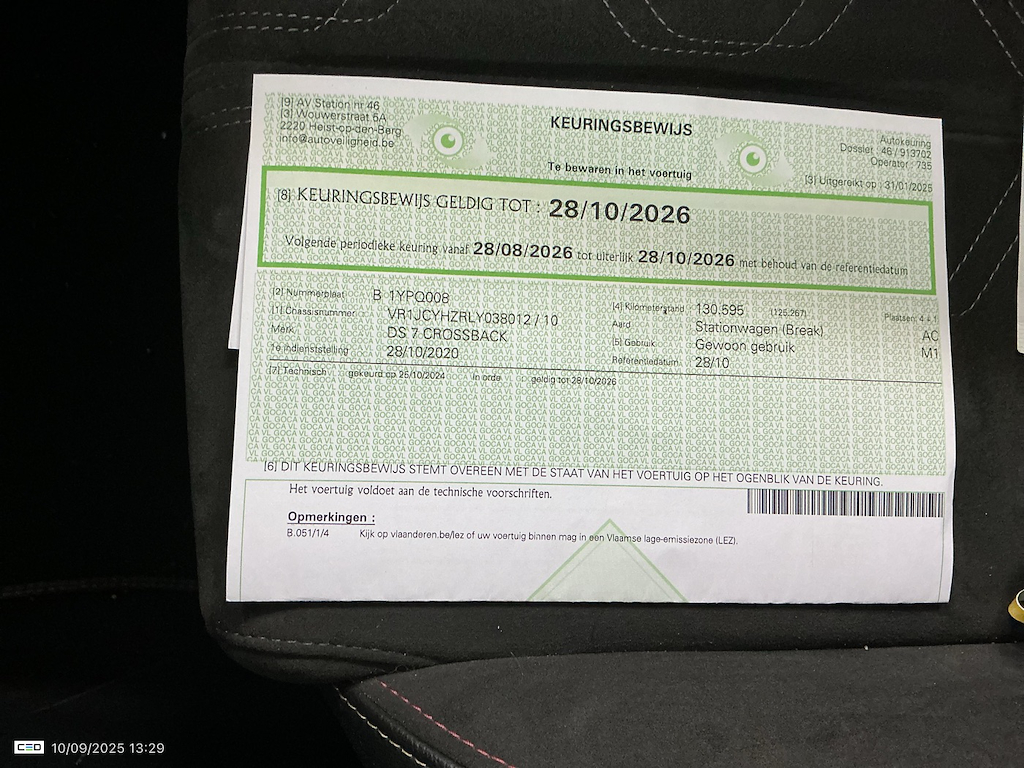 [9] AV Station nr 46
[3] Wouwerstraat 6A
2220 Heist-op-den-Berg
info@autoveiligheid.be
KEURINGSBEWIJS
Te bewaren in het voertuig
Autokeuring
Dossier : 46 / 913702
Operator : 735
[3] Uitgereikt op : 31/01/2025
[8] KEURINGSBEWIJS GELDIG TOT : 28/10/2026
Volgende periodieke keuring vanaf 28/08/2026 tot uiterlijk 28/10/2026 met behoud van de referentiedatum
[2] Nummerplaat B 1YPQ008
[1] Chassisnummer VR1JCYHZRLY038012 / 10
Merk DS 7 CROSSBACK
1e indienststelling 28/10/2020
[4] Kilometerstand 130.595 (125.267) Plaatsen: 4 + 1
Aard Stationwagen (Break) AC
[5] Gebruik Gewoon gebruik M1
Referentiedatum 28/10
[7] Technisch gekeurd op 25/10/2024 In orde geldig tot 28/10/2026
[6] DIT KEURINGSBEWIJS STEMT OVEREEN MET DE STAAT VAN HET VOERTUIG OP HET OGENBLIK VAN DE KEURING.
Het voertuig voldoet aan de technische voorschriften.
Opmerkingen :
B.051/1/4 Kijk op vlaanderen.be/lez of uw voertuig binnen mag in een Vlaamse lage-emissiezone (LEZ).
CEO 10/09/2025 13:29